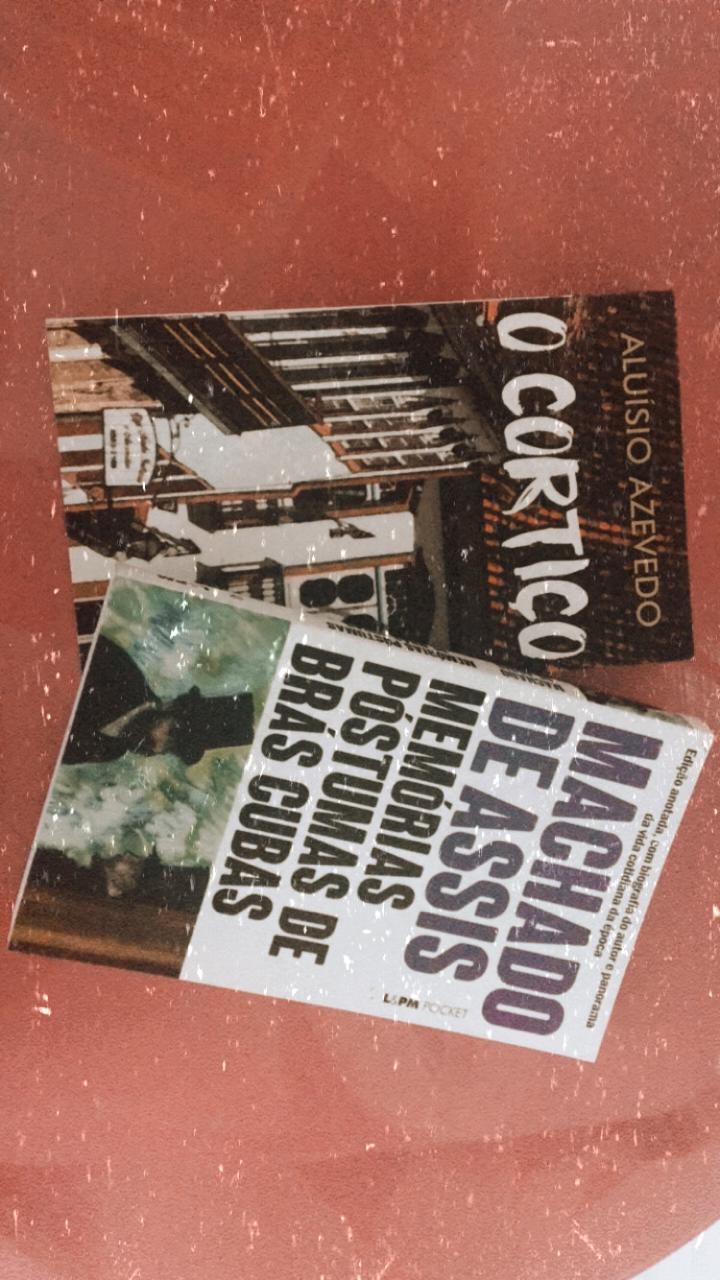 ALUÍSIO AZEVEDO
O CORTIÇO
Edição anotada, com biografia do autor e panorama
da vida cotidiana da época
MACHADO
DE ASSIS
MEMÓRIAS
PÓSTUMAS DE
BRÁS CUBAS
L&PM POCKET